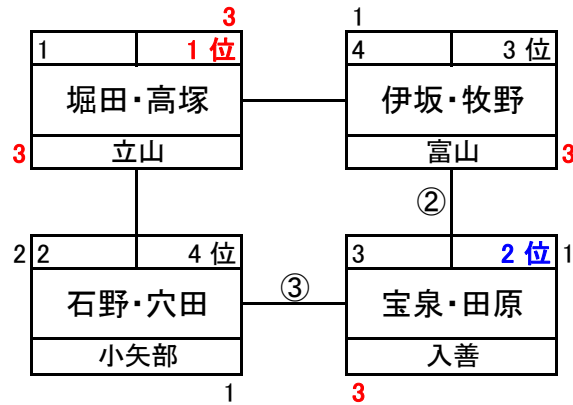 3 1
1 1 位 4 3 位
堀田・高塚 伊坂・牧野
3 立山 富山 3
②
2 2 4 位 3 2 位 1
石野・穴田 ③ 宝泉・田原
小矢部 入善
1 3